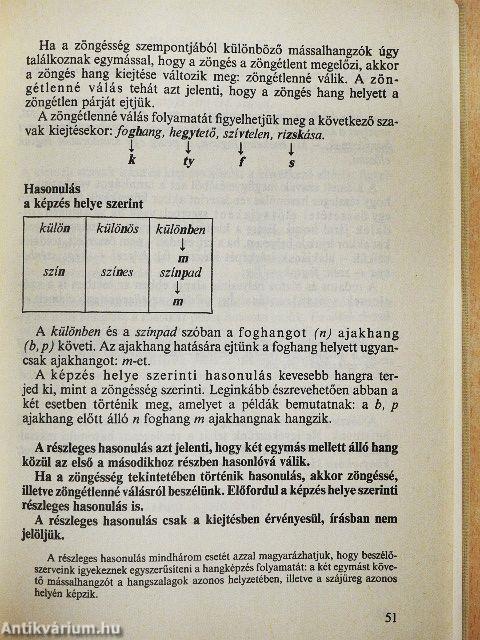 Ha a zöngésség szempontjából különböző mássalhangzók úgy
találkoznak egymással, hogy a zöngés a zöngétlent megelőzi, akkor
a zöngés hang kiejtése változik meg: zöngétlenné válik. A zön-
gétlenné válás tehát azt jelenti, hogy a zöngés hang helyett a
zöngétlen párját ejtjük.
A zöngétlenné válás folyamatát figyelhetjük meg a következő sza-
vak kiejtésekor: foghang, hegytető, szívtelen, rizskása.
↓ ↓ ↓ ↓
k ty f s
Hasonulás
a képzés helye szerint
külön különös különben
↓
m
szín színes színpad
↓
m
A különben és a színpad szóban a foghangot (n) ajakhang
(b, p) követi. Az ajakhang hatására ejtünk a foghang helyett ugyan-
csak ajakhangot: m-et.
A képzés helye szerinti hasonulás kevesebb hangra ter-
jed ki, mint a zöngésség szerinti. Leginkább észrevehetően abban a
két esetben történik meg, amelyet a példák bemutatnak: a b, p
ajakhang előtt álló n foghang m ajakhangnak hangzik.
A részleges hasonulás azt jelenti, hogy két egymás mellett álló hang
közül az első a másodikhoz részben hasonlóvá válik.
Ha a zöngésség tekintetében történik hasonulás, akkor zöngéssé,
illetve zöngétlenné válásról beszélünk. Előfordul a képzés helye szerinti
részleges hasonulás is.
A részleges hasonulás csak a kiejtésben érvényesül, írásban nem
jelöljük.
A részleges hasonulás mindhárom esetét azzal magyarázhatjuk, hogy beszélő-
szerveink igyekeznek egyszerűsíteni a hangképzés folyamatát: a két egymást köve-
tő mássalhangzót a hangszalagok azonos helyzetében, illetve a szájüreg azonos
helyén képzik.
51
Antikvárium.hu